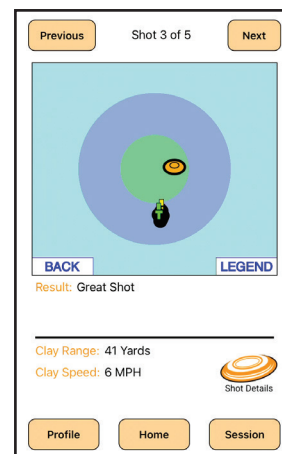 Previous Shot 3 of 5 Next
BACK LEGEND
Result: Great Shot
Clay Range: 41 Yards
Clay Speed: 6 MPH
Shot Details
Profile Home Session